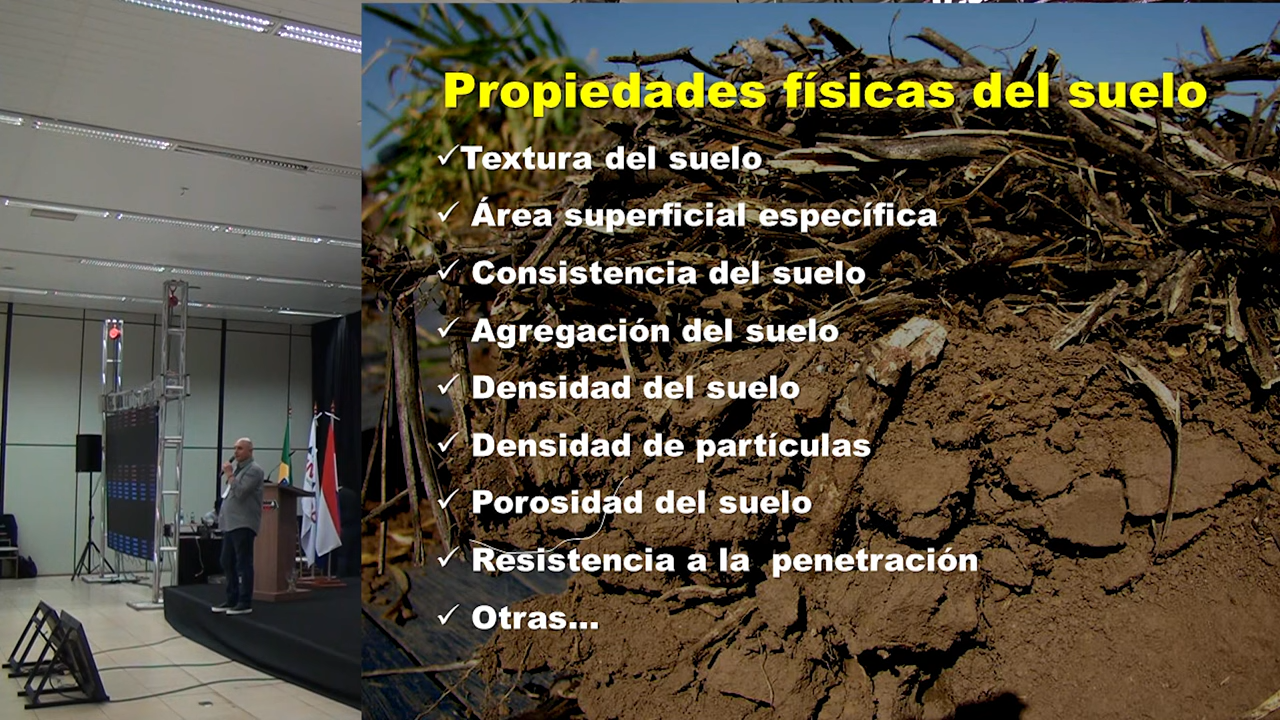 Propiedades físicas del suelo
✓Textura del suelo
✓ Área superficial específica
✓ Consistencia del suelo
✓ Agregación del suelo
✓ Densidad del suelo
✓ Densidad de partículas
✓ Porosidad del suelo
✓ Resistencia a la  penetración
✓ Otras...